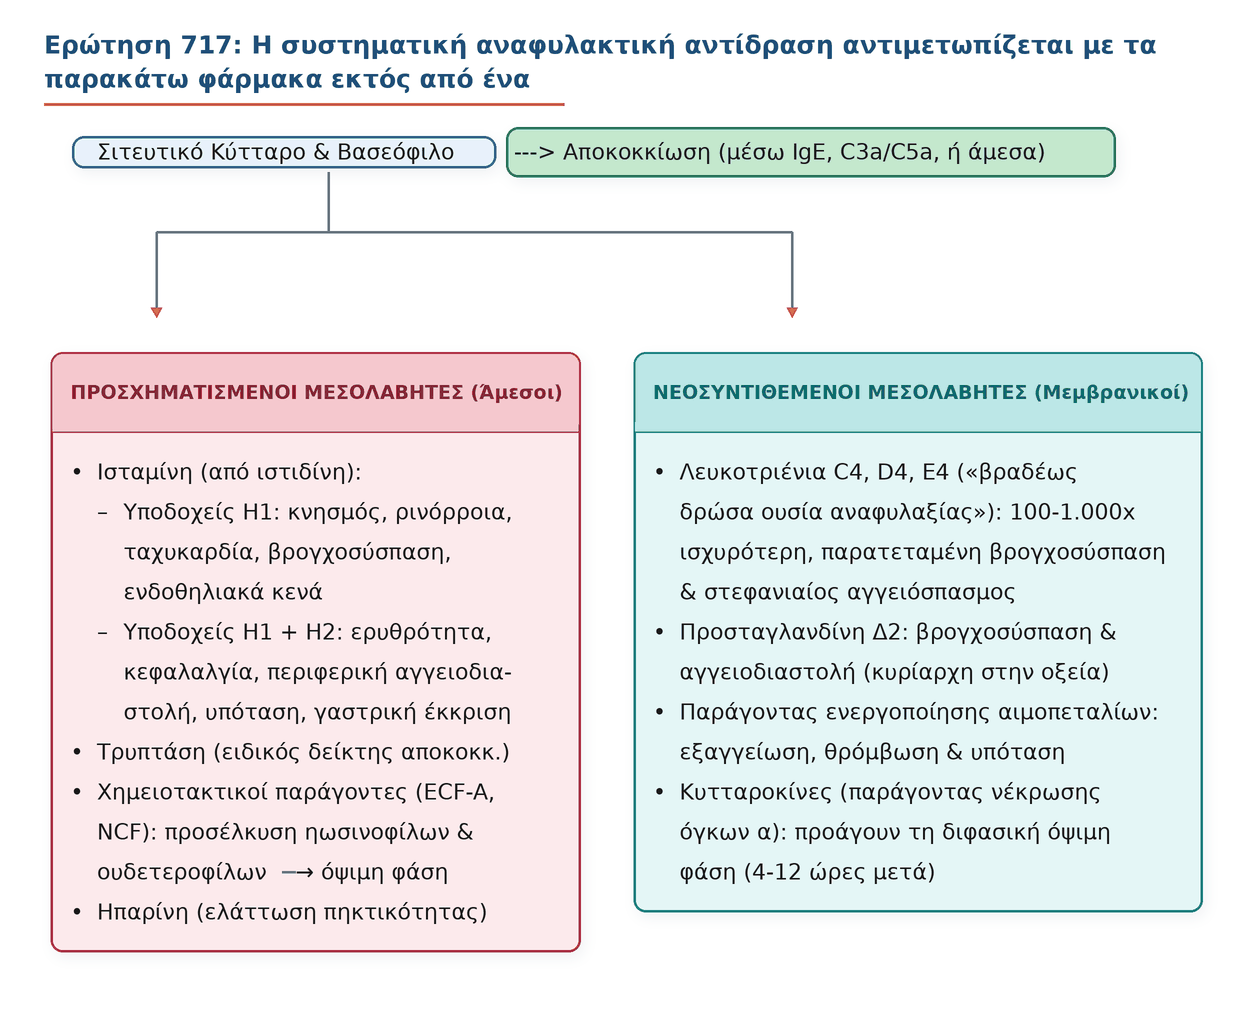 Ερώτηση 717: Η συστηματική αναφυλακτική αντίδραση αντιμετωπίζεται με τα
παρακάτω φάρμακα εκτός από ένα
Σιτευτικό Κύτταρο & Βασεόφιλο
---> Αποκοκκίωση (μέσω IgE, C3a/C5a, ή άμεσα)
ΠΡΟΣΧΗΜΑΤΙΣΜΕΝΟΙ ΜΕΣΟΛΑΒΗΤΕΣ (Άμεσοι)
• Ισταμίνη (από ιστιδίνη):
– Υποδοχείς H1: κνησμός, ρινόρροια,
ταχυκαρδία, βρογχοσύσπαση,
ενδοθηλιακά κενά
– Υποδοχείς H1 + H2: ερυθρότητα,
κεφαλαλγία, περιφερική αγγειοδια-
στολή, υπόταση, γαστρική έκκριση
• Τρυπτάση (ειδικός δείκτης αποκοκκ.)
• Χημειοτακτικοί παράγοντες (ECF-A,
NCF): προσέλκυση ηωσινοφίλων &
ουδετεροφίλων —→ όψιμη φάση
• Ηπαρίνη (ελάττωση πηκτικότητας)
ΝΕΟΣΥΝΤΙΘΕΜΕΝΟΙ ΜΕΣΟΛΑΒΗΤΕΣ (Μεμβρανικοί)
• Λευκοτριένια C4, D4, E4 («βραδέως
δρώσα ουσία αναφυλαξίας»): 100-1.000x
ισχυρότερη, παρατεταμένη βρογχοσύσπαση
& στεφανιαίος αγγειόσπασμος
• Προσταγλανδίνη Δ2: βρογχοσύσπαση &
αγγειοδιαστολή (κυρίαρχη στην οξεία)
• Παράγοντας ενεργοποίησης αιμοπεταλίων:
εξαγγείωση, θρόμβωση & υπόταση
• Κυτταροκίνες (παράγοντας νέκρωσης
όγκων α): προάγουν τη διφασική όψιμη
φάση (4-12 ώρες μετά)